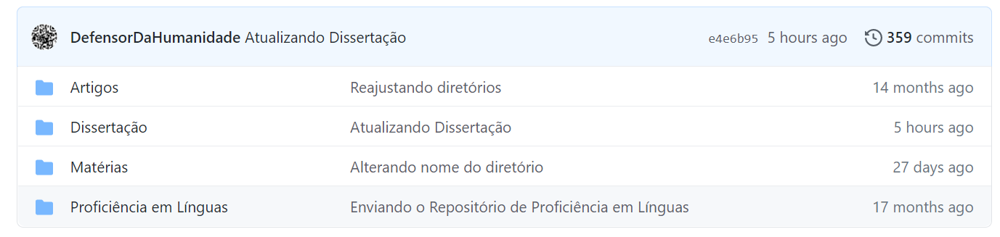 DefensorDaHumanidade Atualizando Dissertação e4e6b95 5 hours ago 359 commits
Artigos Reajustando diretórios 14 months ago
Dissertação Atualizando Dissertação 5 hours ago
Matérias Alterando nome do diretório 27 days ago
Proficiência em Línguas Enviando o Repositório de Proficiência em Línguas 17 months ago